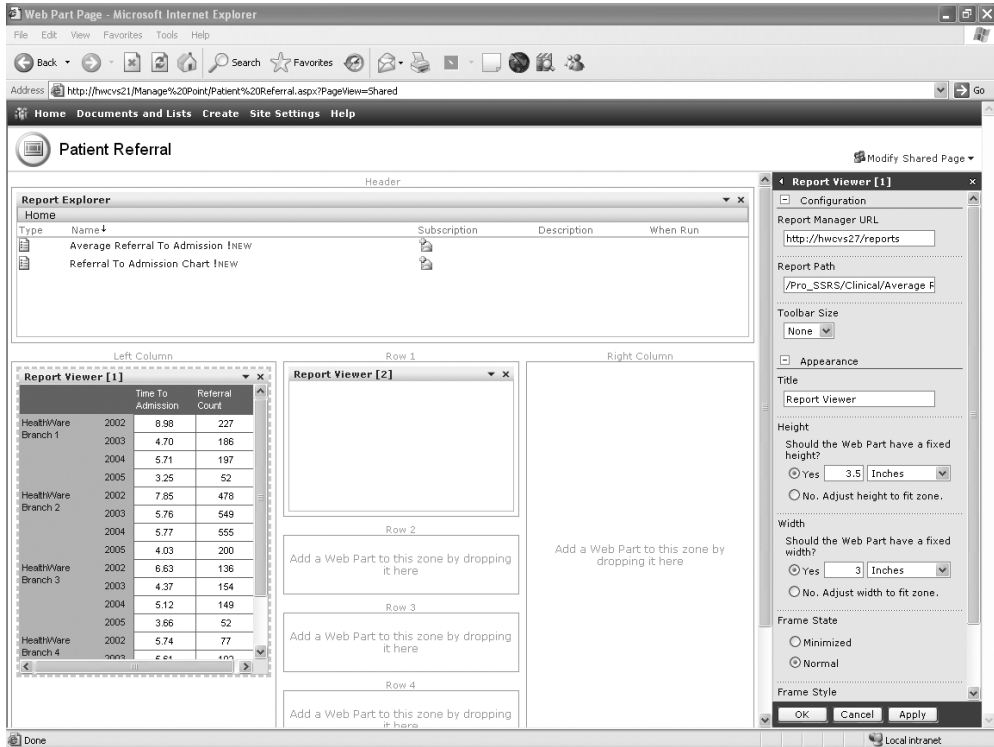 Web Part Page - Microsoft Internet Explorer
File Edit View Favorites Tools Help
Back Search Favorites
Address http://hwcvs21/Manage%20Point/Patient%20Referral.aspx?PageView=Shared Go
Home Documents and Lists Create Site Settings Help
Patient Referral
Modify Shared Page
Header
Report Explorer
Home
Type Name Subscription Description When Run
Average Referral To Admission !NEW
Referral To Admission Chart !NEW
Left Column
Report Viewer [1]
Time To Admission Referral Count
HealthWare Branch 1 2002 8.98 227
2003 4.70 186
2004 5.71 197
2005 3.25 52
HealthWare Branch 2 2002 7.85 478
2003 5.76 549
2004 5.77 555
2005 4.03 200
HealthWare Branch 3 2002 6.63 136
2003 4.37 154
2004 5.12 149
2005 3.66 52
HealthWare Branch 4 2002 5.74 77
2003
Row 1
Report Viewer [2]
Row 2
Add a Web Part to this zone by dropping
it here
Row 3
Add a Web Part to this zone by dropping
it here
Row 4
Add a Web Part to this zone by dropping
it here
Right Column
Add a Web Part to this zone by
dropping it here
Report Viewer [1]
Configuration
Report Manager URL
http://hwcvs27/reports
Report Path
/Pro_SSRS/Clinical/Average R
Toolbar Size
None
Appearance
Title
Report Viewer
Height
Should the Web Part have a fixed
height?
Yes 3.5 Inches
No. Adjust height to fit zone.
Width
Should the Web Part have a fixed
width?
Yes 3 Inches
No. Adjust width to fit zone.
Frame State
Minimized
Normal
Frame Style
OK Cancel Apply
Done Local intranet